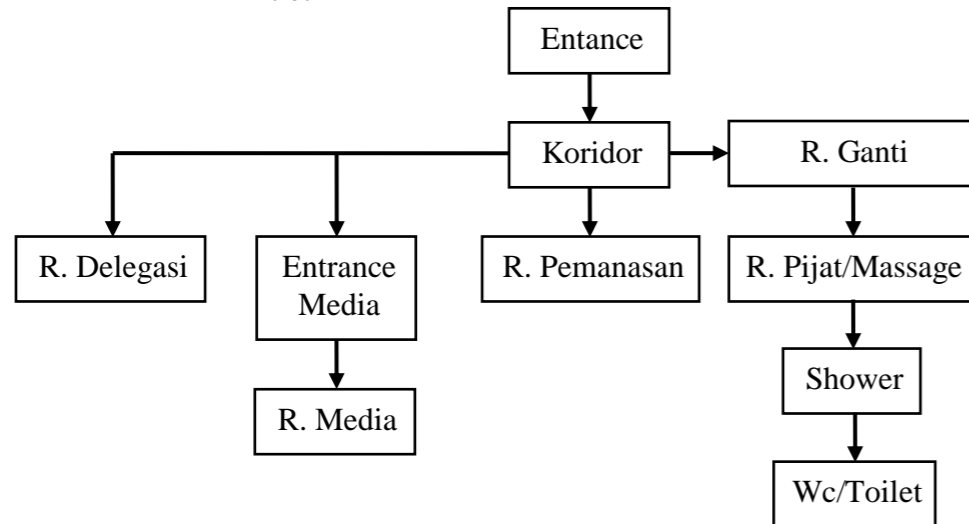 Entance
Koridor
R. Ganti
R. Delegasi
Entrance
Media
R. Pemanasan
R. Pijat/Massage
Shower
R. Media
Wc/Toilet